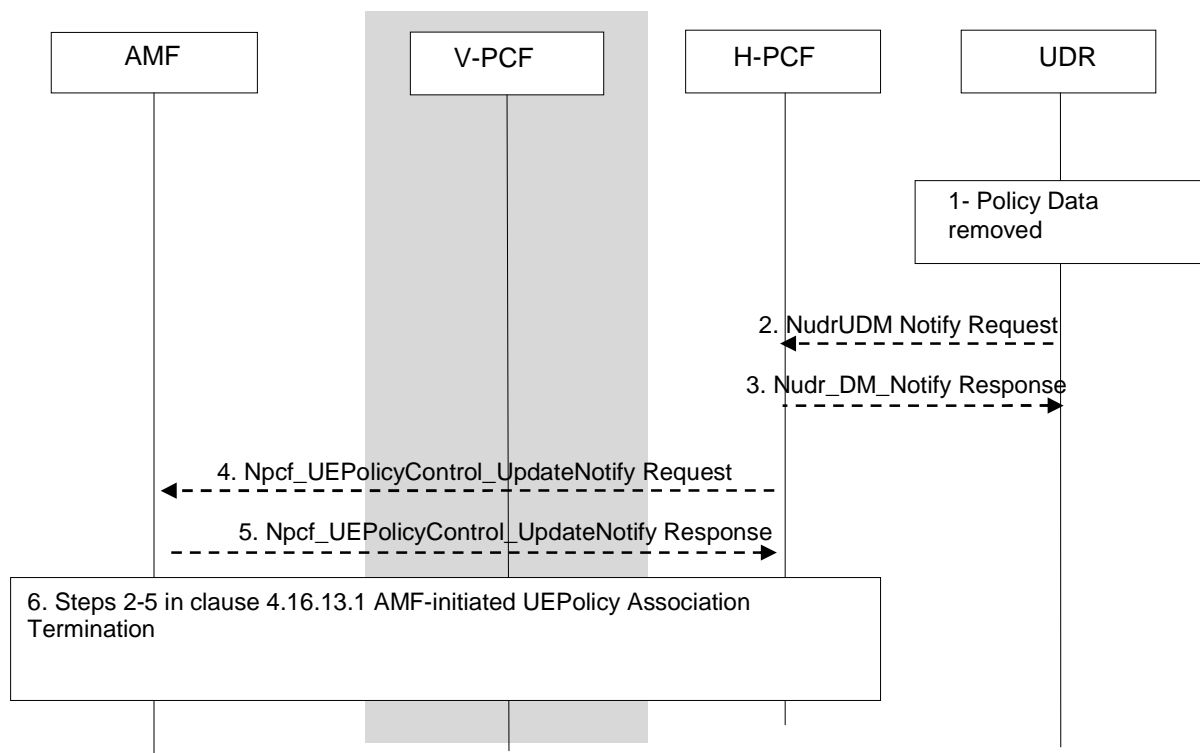 AMF
V-PCF
H-PCF
UDR
1- Policy Data
removed
2. NudrUDM Notify Request
3. Nudr_DM_Notify Response
4. Npcf_UEPolicyControl_UpdateNotify Request
5. Npcf_UEPolicyControl_UpdateNotify Response
6. Steps 2-5 in clause 4.16.13.1 AMF-initiated UEPolicy Association
Termination